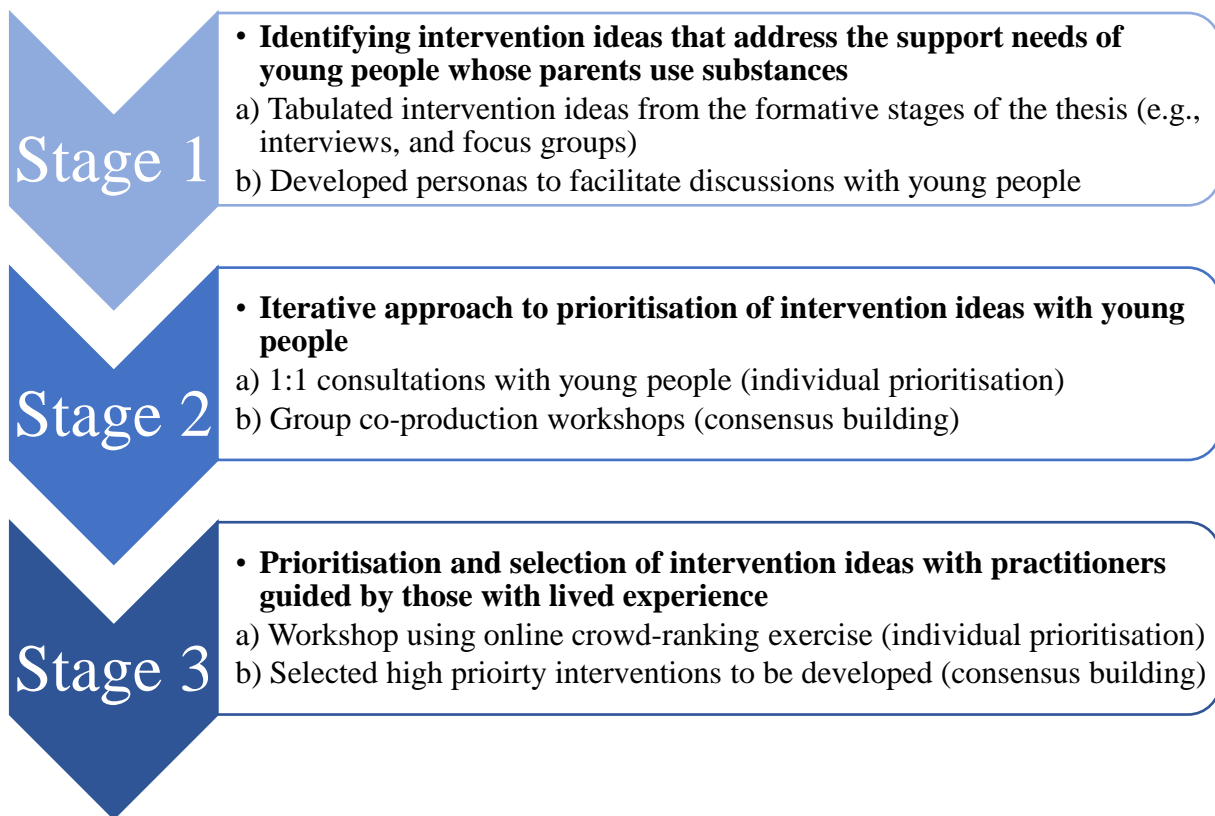 Stage 1
• Identifying intervention ideas that address the support needs of
young people whose parents use substances
a) Tabulated intervention ideas from the formative stages of the thesis (e.g.,
interviews, and focus groups)
b) Developed personas to facilitate discussions with young people
Stage 2
• Iterative approach to prioritisation of intervention ideas with young
people
a) 1:1 consultations with young people (individual prioritisation)
b) Group co-production workshops (consensus building)
Stage 3
• Prioritisation and selection of intervention ideas with practitioners
guided by those with lived experience
a) Workshop using online crowd-ranking exercise (individual prioritisation)
b) Selected high prioirty interventions to be developed (consensus building)